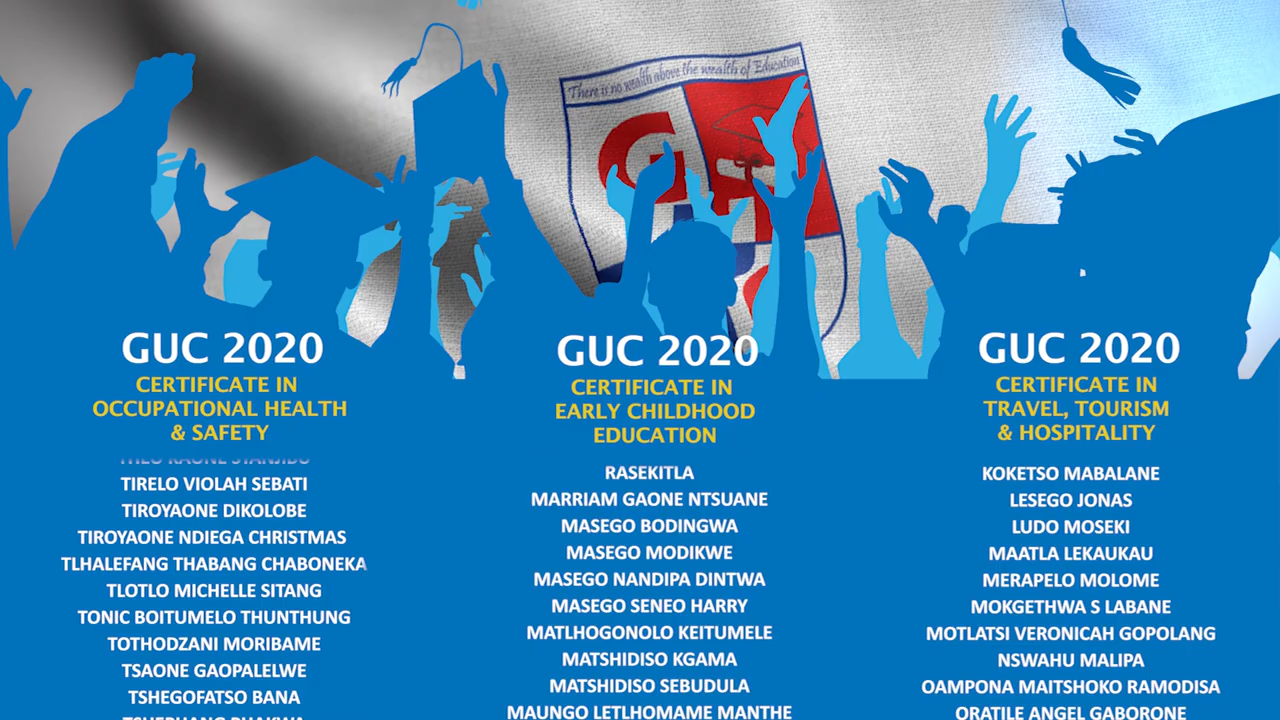 There is no wealth above the wealth of Education
G
GUC 2020
CERTIFICATE IN
OCCUPATIONAL HEALTH
& SAFETY
TIRELO VIOLAH SEBATI
TIROYAONE DIKOLOBE
TIROYAONE NDIEGA CHRISTMAS
TLHALEFANG THABANG CHABONEKA
TLOTLO MICHELLE SITANG
TONIC BOITUMELO THUNTHUNG
TOTHODZANI MORIBAME
TSAONE GAOPALELWE
TSHEGOFATSO BANA
GUC 2020
CERTIFICATE IN
EARLY CHILDHOOD
EDUCATION
RASEKITLA
MARRIAM GAONE NTSUANE
MASEGO BODINGWA
MASEGO MODIKWE
MASEGO NANDIPA DINTWA
MASEGO SENEO HARRY
MATLHOGONOLO KEITUMELE
MATSHIDISO KGAMA
MATSHIDISO SEBUDULA
MAUNGO LETLHOMAME MANTHE
GUC 2020
CERTIFICATE IN
TRAVEL, TOURISM
& HOSPITALITY
KOKETSO MABALANE
LESEGO JONAS
LUDO MOSEKI
MAATLA LEKAUKAU
MERAPELO MOLOME
MOKGETHWA S LABANE
MOTLATSI VERONICAH GOPOLANG
NSWAHU MALIPA
OAMPONA MAITSHOKO RAMODISA
ORATILE ANGEL GABORONE